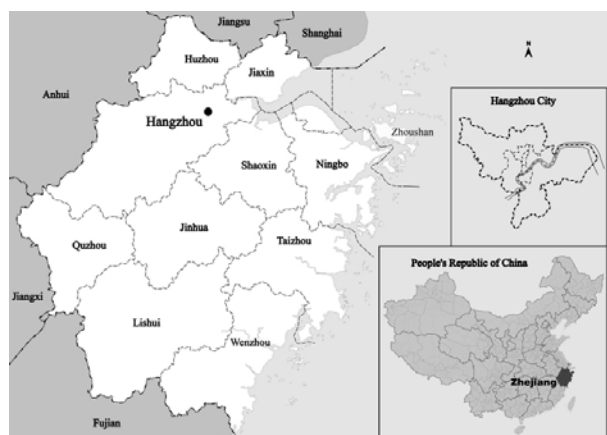 Jiangsu
Shanghai
N
Huzhou
Jiaxin
Anhui
Hangzhou City
Hangzhou
Zhoushan
Shaoxin
Ningbo
Jinhua
Quzhou
Taizhou
People's Republic of China
Jiangxi
Lishui
Wenzhou
Zhejiang
Fujian